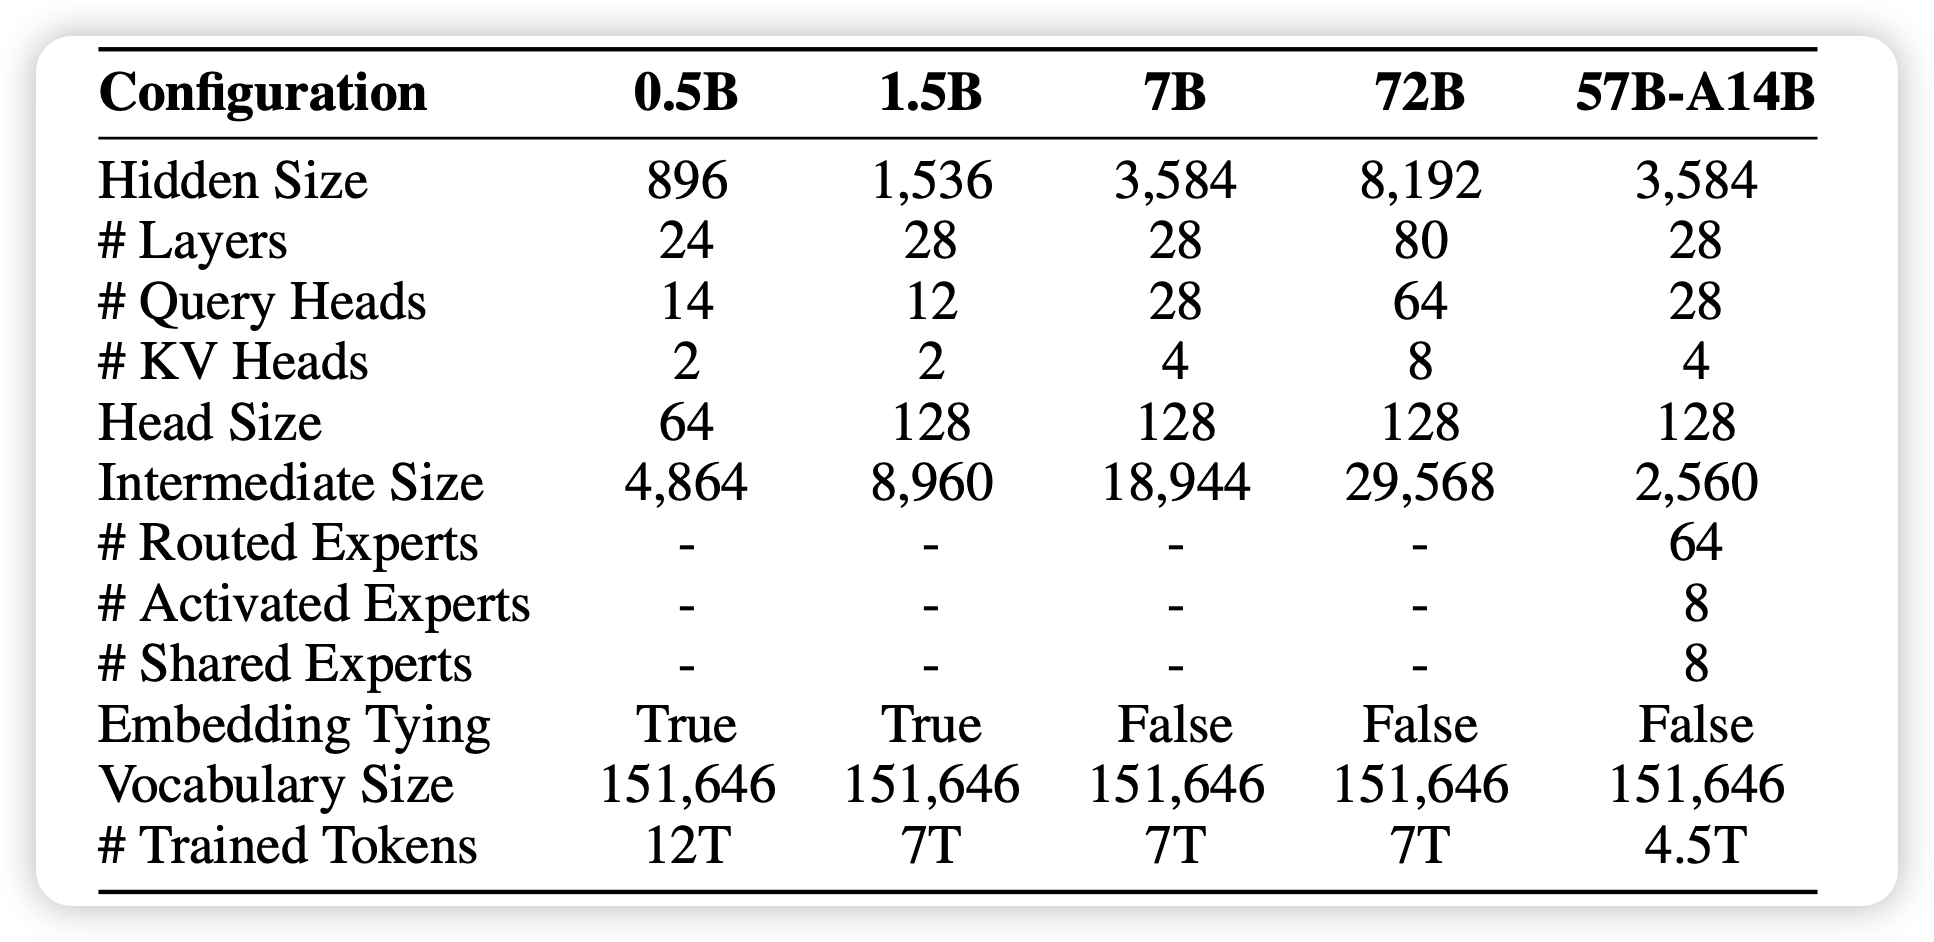 Configuration 0.5B 1.5B 7B 72B 57B-A14B
Hidden Size 896 1,536 3,584 8,192 3,584
# Layers 24 28 28 80 28
# Query Heads 14 12 28 64 28
# KV Heads 2 2 4 8 4
Head Size 64 128 128 128 128
Intermediate Size 4,864 8,960 18,944 29,568 2,560
# Routed Experts - - - - 64
# Activated Experts - - - - 8
# Shared Experts - - - - 8
Embedding Tying True True False False False
Vocabulary Size 151,646 151,646 151,646 151,646 151,646
# Trained Tokens 12T 7T 7T 7T 4.5T